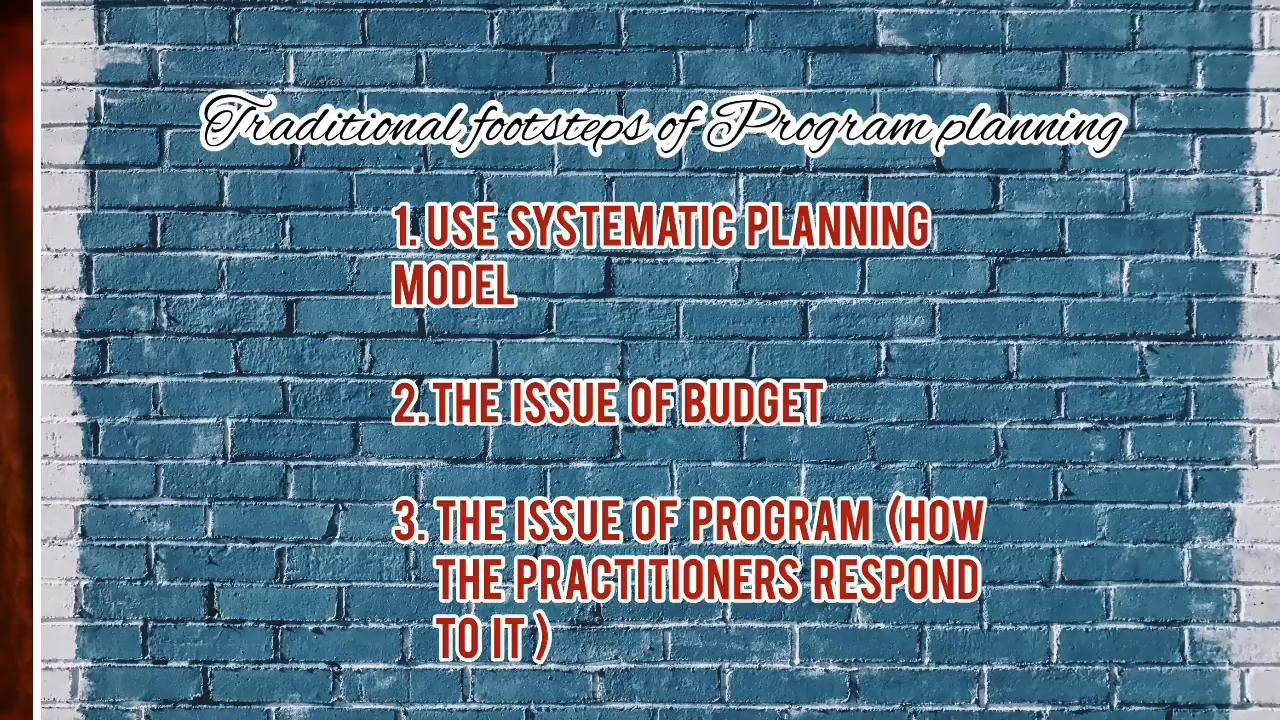 Traditional footsteps of Program planning
1. USE SYSTEMATIC PLANNING
MODEL
2. THE ISSUE OF BUDGET
3. THE ISSUE OF PROGRAM (HOW
THE PRACTITIONERS RESPOND
TO IT )